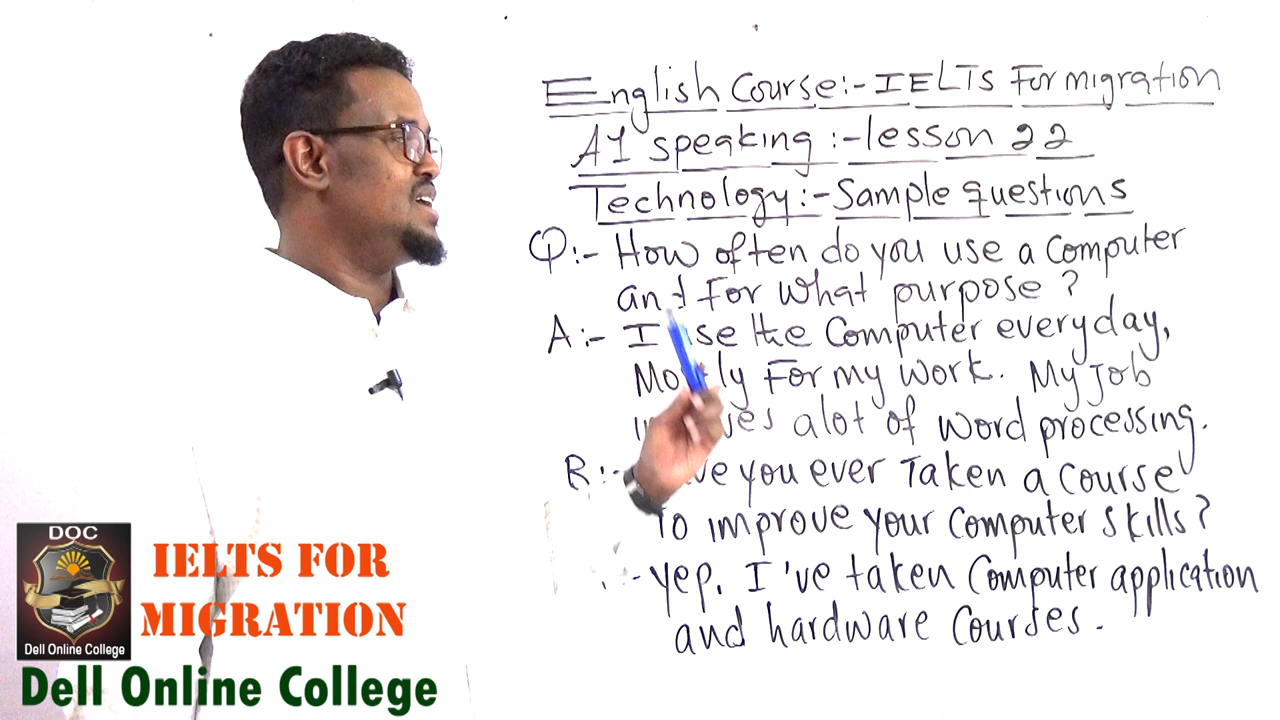 English Course:- IELTS For migration
A1 speaking :- lesson 22
Technology:- Sample questions
Q:- How often do you use a computer
and for what purpose?
A:- I use the Computer everyday,
Mostly For my work. My job
involves alot of word processing.
R:- you ever Taken a course
To improve your computer skills?
:- yep. I've taken Computer application
and hardware Courses.
DOC
Dell Online College
IELTS FOR
MIGRATION
Dell Online College